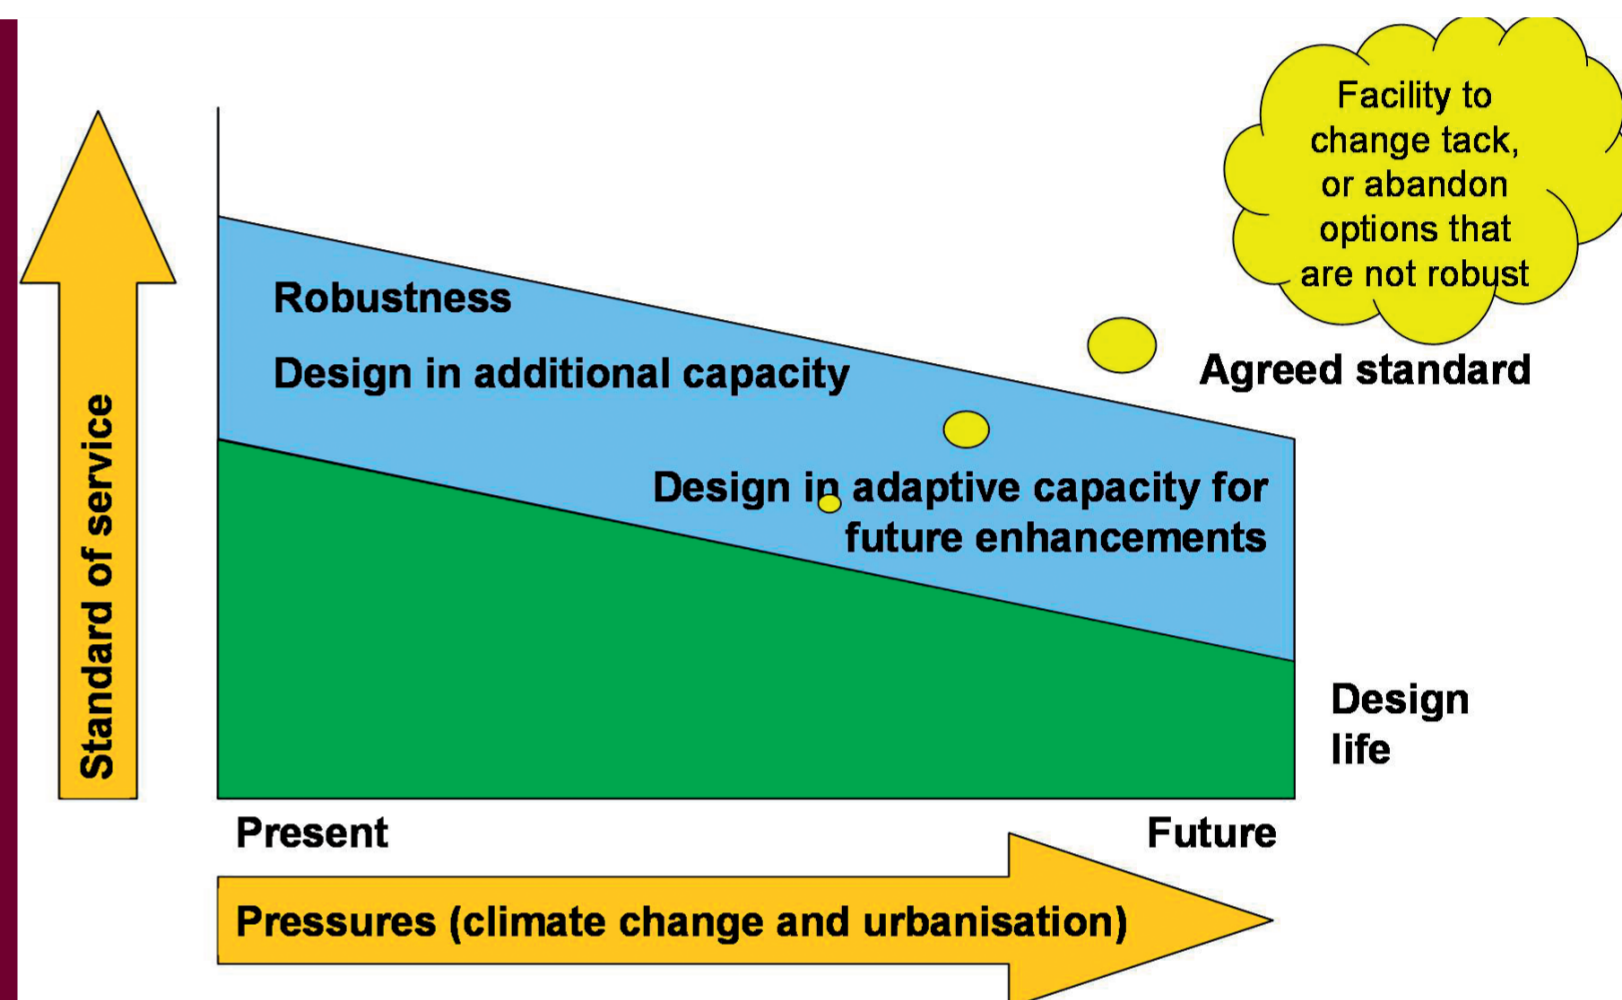 Facility to
change tack,
or abandon
options that
are not robust
Robustness
Design in additional capacity
Agreed standard
Design in adaptive capacity for
future enhancements
Standard of service
Design
life
Present
Future
Pressures (climate change and urbanisation)